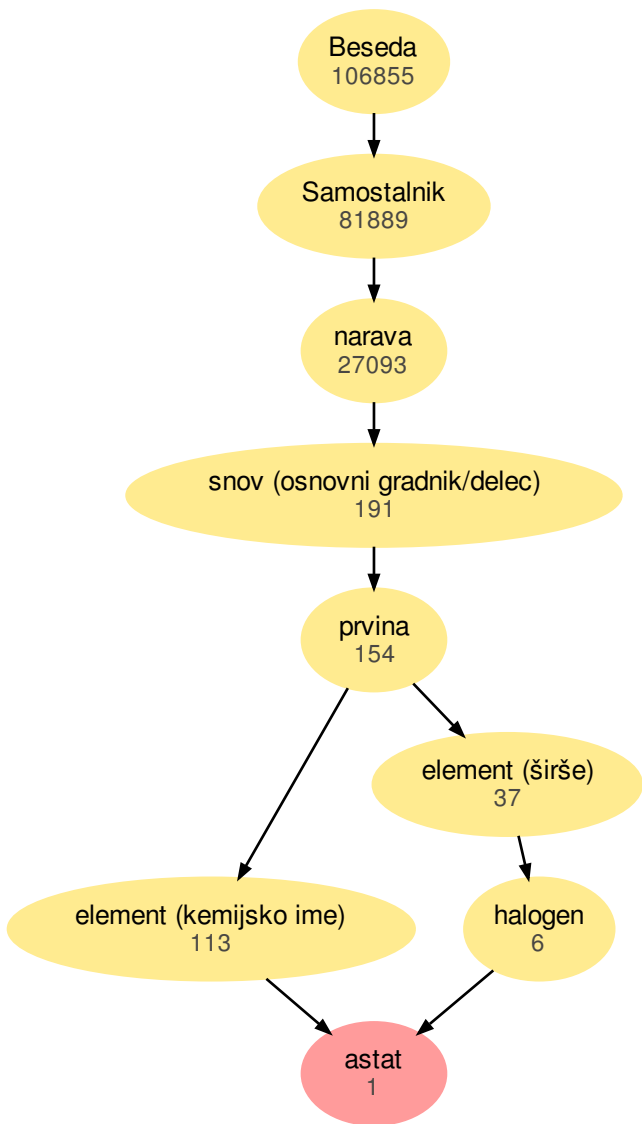 Beseda
106855
Samostalnik
81889
narava
27093
snov (osnovni gradnik/delec)
191
prvina
154
element (širše)
37
element (kemijsko ime)
113
halogen
6
astat
1